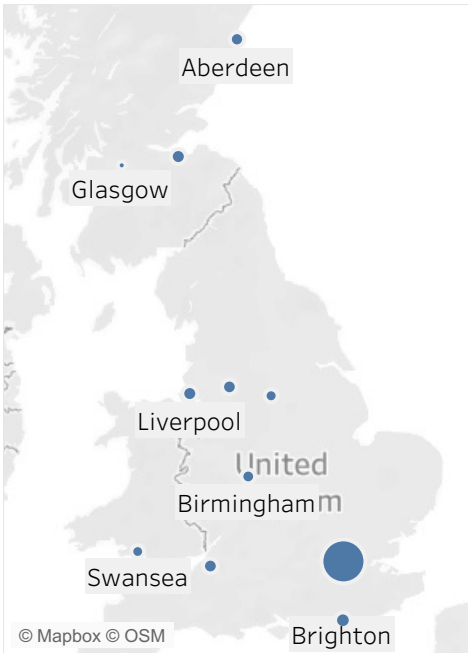 Aberdeen
Glasgow
Liverpool
United
Birmingham
Swansea
Brighton
© Mapbox © OSM